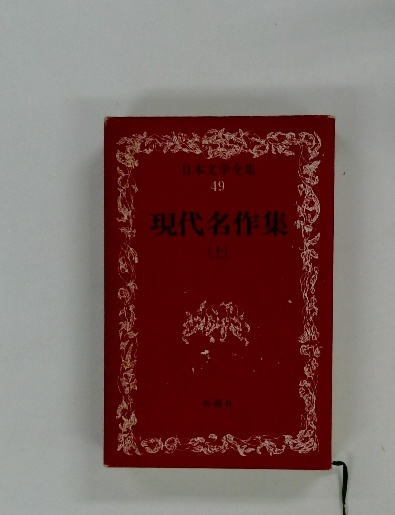 日本文学全集
49
現代名作集
(上)
新潮社